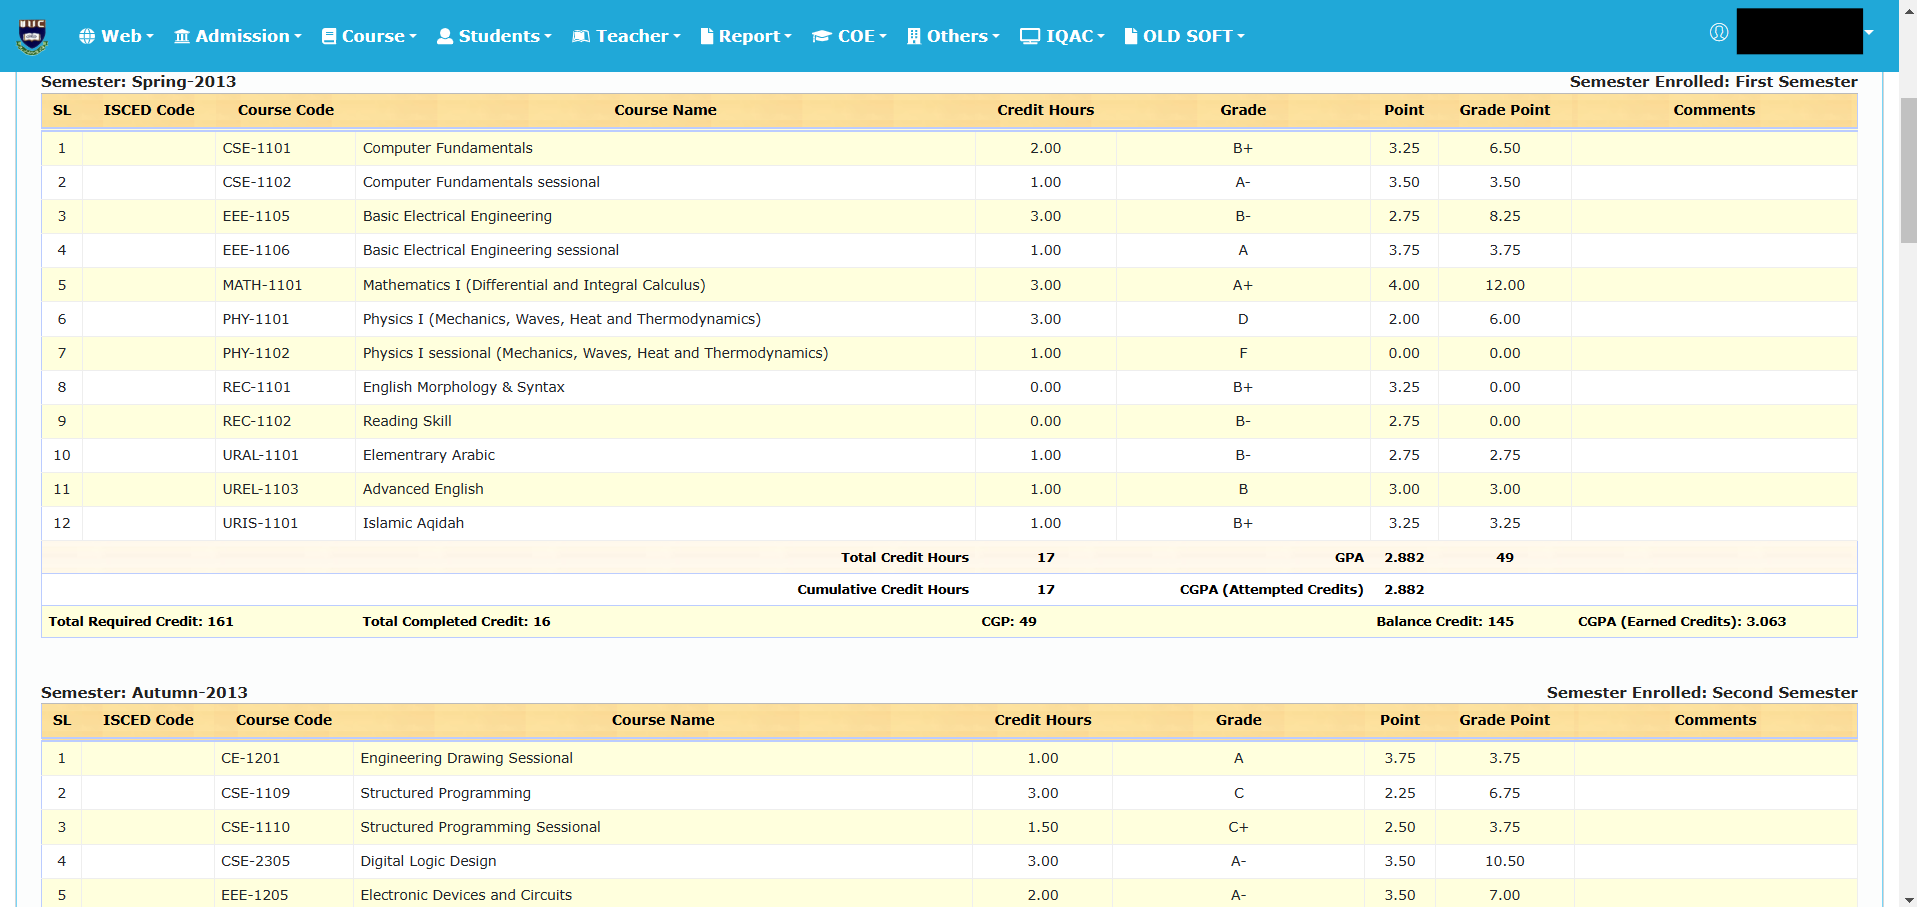 IIUC
Web Admission Course Students Teacher Report COE Others IQAC OLD SOFT
Semester: Spring-2013 Semester Enrolled: First Semester
SL ISCED Code Course Code Course Name Credit Hours Grade Point Grade Point Comments
1 CSE-1101 Computer Fundamentals 2.00 B+ 3.25 6.50
2 CSE-1102 Computer Fundamentals sessional 1.00 A- 3.50 3.50
3 EEE-1105 Basic Electrical Engineering 3.00 B- 2.75 8.25
4 EEE-1106 Basic Electrical Engineering sessional 1.00 A 3.75 3.75
5 MATH-1101 Mathematics I (Differential and Integral Calculus) 3.00 A+ 4.00 12.00
6 PHY-1101 Physics I (Mechanics, Waves, Heat and Thermodynamics) 3.00 D 2.00 6.00
7 PHY-1102 Physics I sessional (Mechanics, Waves, Heat and Thermodynamics) 1.00 F 0.00 0.00
8 REC-1101 English Morphology & Syntax 0.00 B+ 3.25 0.00
9 REC-1102 Reading Skill 0.00 B- 2.75 0.00
10 URAL-1101 Elementrary Arabic 1.00 B- 2.75 2.75
11 UREL-1103 Advanced English 1.00 B 3.00 3.00
12 URIS-1101 Islamic Aqidah 1.00 B+ 3.25 3.25
Total Credit Hours 17 GPA 2.882 49
Cumulative Credit Hours 17 CGPA (Attempted Credits) 2.882
Total Required Credit: 161 Total Completed Credit: 16 CGP: 49 Balance Credit: 145 CGPA (Earned Credits): 3.063
Semester: Autumn-2013 Semester Enrolled: Second Semester
SL ISCED Code Course Code Course Name Credit Hours Grade Point Grade Point Comments
1 CE-1201 Engineering Drawing Sessional 1.00 A 3.75 3.75
2 CSE-1109 Structured Programming 3.00 C 2.25 6.75
3 CSE-1110 Structured Programming Sessional 1.50 C+ 2.50 3.75
4 CSE-2305 Digital Logic Design 3.00 A- 3.50 10.50
5 EEE-1205 Electronic Devices and Circuits 2.00 A- 3.50 7.00